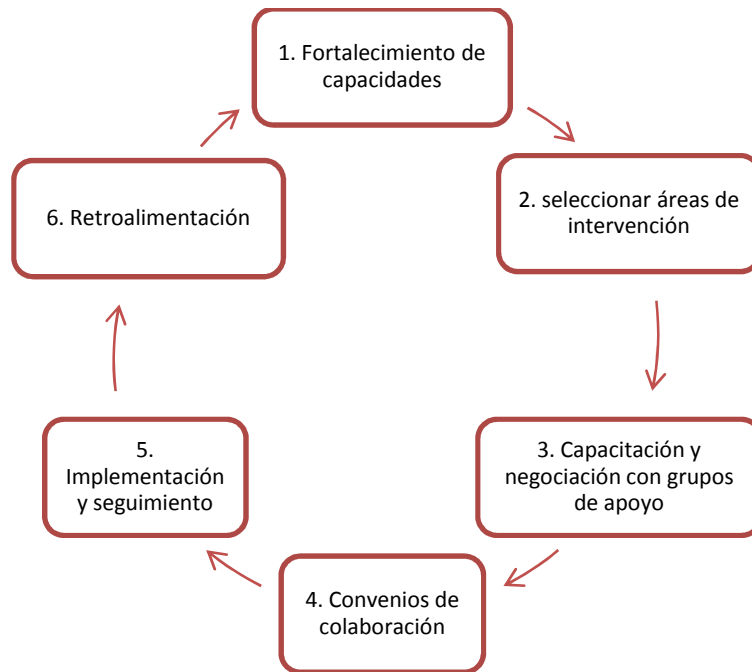 1. Fortalecimiento de
capacidades
2. seleccionar áreas de
intervención
3. Capacitación y
negociación con grupos
de apoyo
4. Convenios de
colaboración
5.
Implementación
y seguimiento
6. Retroalimentación